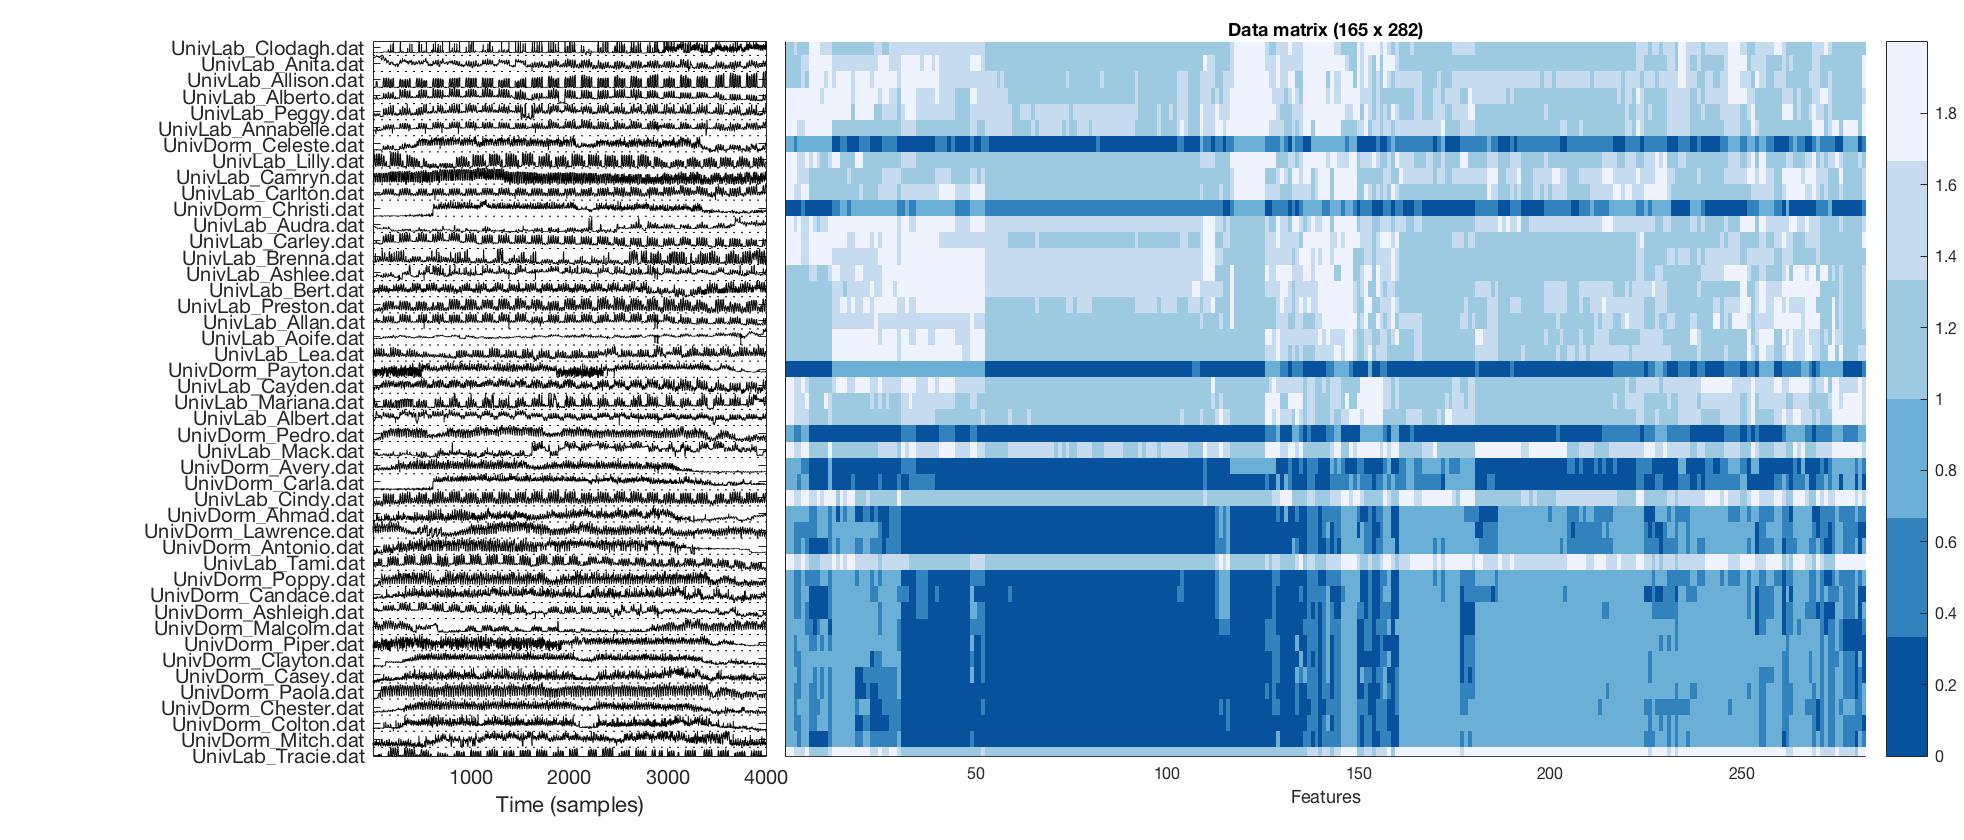 Data matrix (165 x 282)
UnivLab_Clodagh.dat
UnivLab_Anita.dat
UnivLab_Allison.dat
UnivLab_Alberto.dat
UnivLab_Peggy.dat
UnivLab_Annabelle.dat
UnivDorm_Celeste.dat
UnivLab_Lilly.dat
UnivLab_Camryn.dat
UnivLab_Carlton.dat
UnivDorm_Christi.dat
UnivLab_Audra.dat
UnivLab_Carley.dat
UnivLab_Brenna.dat
UnivLab_Ashlee.dat
UnivLab_Bert.dat
UnivLab_Preston.dat
UnivLab_Allan.dat
UnivLab_Aoife.dat
UnivLab_Lea.dat
UnivDorm_Payton.dat
UnivLab_Cayden.dat
UnivLab_Mariana.dat
UnivLab_Albert.dat
UnivDorm_Pedro.dat
UnivLab_Mack.dat
UnivDorm_Avery.dat
UnivDorm_Carla.dat
UnivLab_Cindy.dat
UnivDorm_Ahmad.dat
UnivDorm_Lawrence.dat
UnivDorm_Antonio.dat
UnivLab_Tami.dat
UnivDorm_Poppy.dat
UnivDorm_Candace.dat
UnivDorm_Ashleigh.dat
UnivDorm_Malcolm.dat
UnivDorm_Piper.dat
UnivDorm_Clayton.dat
UnivDorm_Casey.dat
UnivDorm_Paola.dat
UnivDorm_Chester.dat
UnivDorm_Colton.dat
UnivDorm_Mitch.dat
UnivLab_Tracie.dat
1000 2000 3000 4000
Time (samples)
50 100 150 200 250
Features
1.8
1.6
1.4
1.2
1
0.8
0.6
0.4
0.2
0